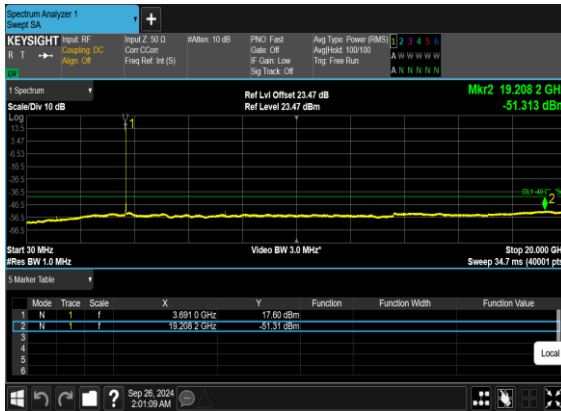 Spectrum Analyzer 1
Swept SA
+
KEYSIGHT Input: RF Input Z: 50 Ω #Atten: 10 dB PNO: Fast Avg Type: Power (RMS) 1 2 3 4 5 6
R T Coupling: DC Corr CCorr Gate: Off Avg|Hold: 100/100 A W W W W W
Align: Off Freq Ref: Int (S) IF Gain: Low Trig: Free Run
LXI Sig Track: Off A N N N N N
1 Spectrum Ref Lvl Offset 23.47 dB Mkr2 19.208 2 GHz
Scale/Div 10 dB Ref Level 23.47 dBm -51.313 dBm
Log
1
13.5
3.47
-6.53
-16.5
-26.5
-36.5
2
-46.5
-56.5
-66.5
Start 30 MHz Video BW 3.0 MHz* Stop 20.000 GHz
#Res BW 1.0 MHz Sweep 34.7 ms (40001 pts
5 Marker Table
Mode Trace Scale X Y Function Function Width Function Value
1 N 1 f 3.691 0 GHz 17.60 dBm
2 N 1 f 19.208 2 GHz -51.31 dBm
3
4
5
6
Local
? Sep 26, 2024
2:01:09 AM